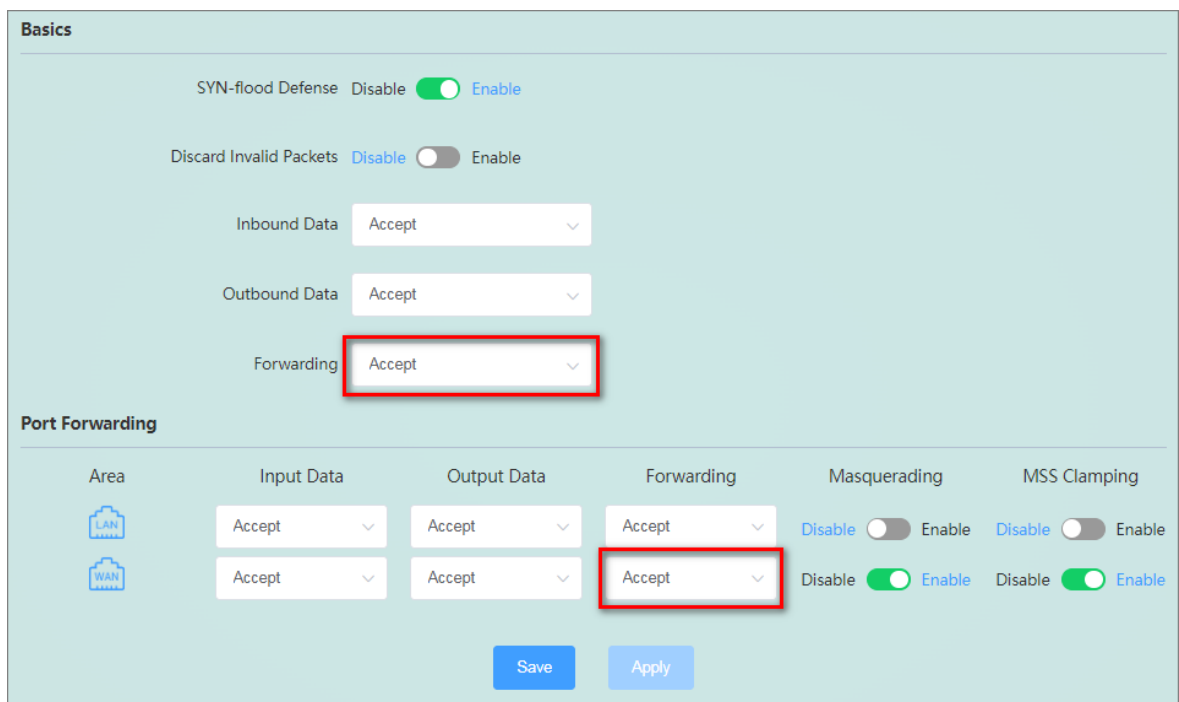 Basics
SYN-flood Defense Disable Enable
Discard Invalid Packets Disable Enable
Inbound Data Accept
Outbound Data Accept
Forwarding Accept
Port Forwarding
Area Input Data Output Data Forwarding Masquerading MSS Clamping
LAN Accept Accept Accept Disable Enable Disable Enable
WAN Accept Accept Accept Disable Enable Disable Enable
Save Apply